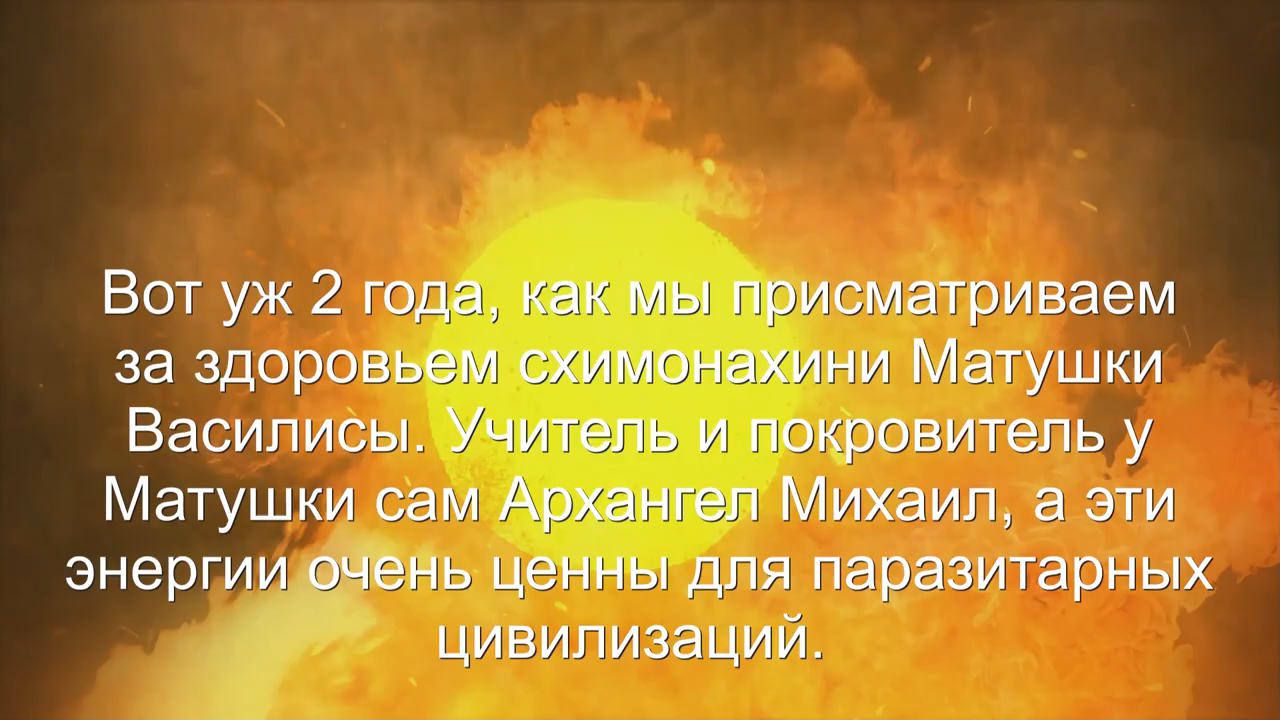 Вот уж 2 года, как мы присматриваем
за здоровьем схимонахини Матушки
Василисы. Учитель и покровитель у
Матушки сам Архангел Михаил, а эти
энергии очень ценны для паразитарных
цивилизаций.